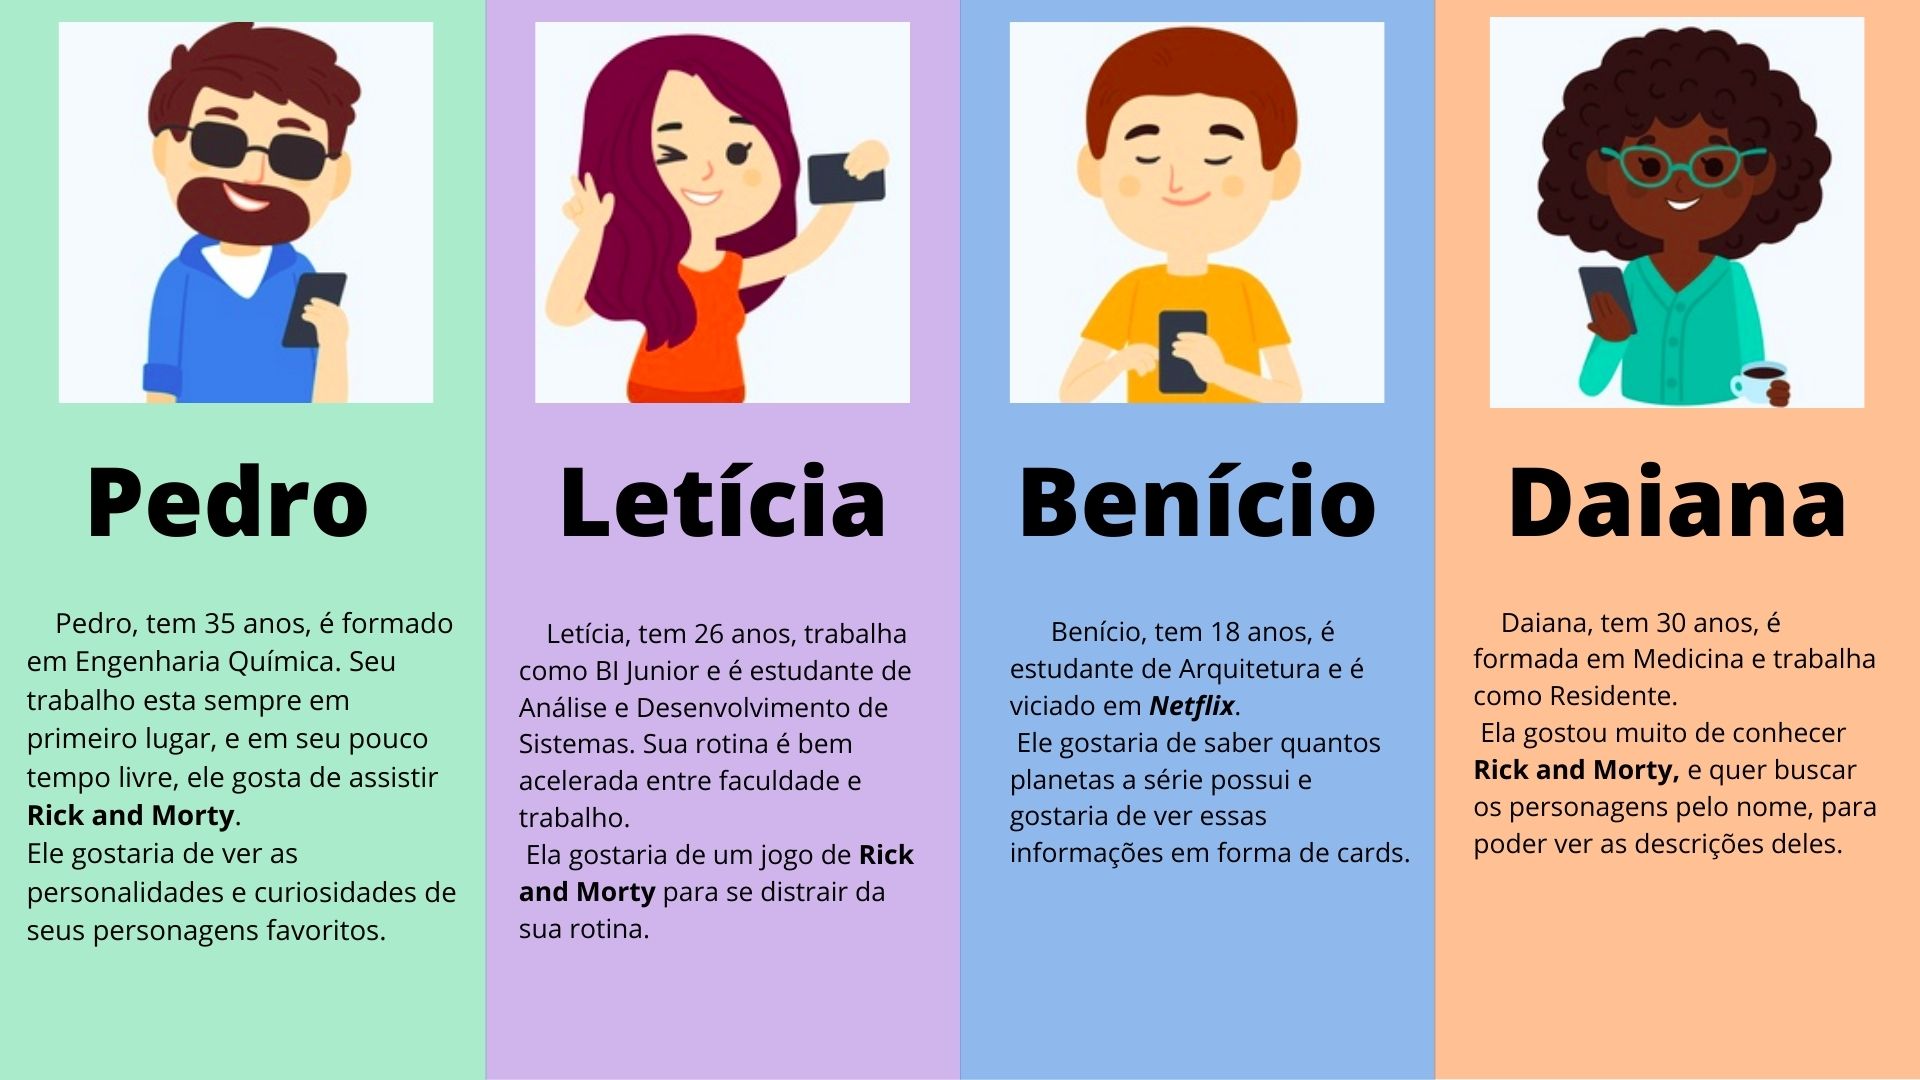 Pedro
Pedro, tem 35 anos, é formado
em Engenharia Química. Seu
trabalho esta sempre em
primeiro lugar, e em seu pouco
tempo livre, ele gosta de assistir
Rick and Morty.
Ele gostaria de ver as
personalidades e curiosidades de
seus personagens favoritos.
Letícia
Letícia, tem 26 anos, trabalha
como BI Junior e é estudante de
Análise e Desenvolvimento de
Sistemas. Sua rotina é bem
acelerada entre faculdade e
trabalho.
Ela gostaria de um jogo de Rick
and Morty para se distrair da
sua rotina.
Benício
Benício, tem 18 anos, é
estudante de Arquitetura e é
viciado em Netflix.
Ele gostaria de saber quantos
planetas a série possui e
gostaria de ver essas
informações em forma de cards.
Daiana
Daiana, tem 30 anos, é
formada em Medicina e trabalha
como Residente.
Ela gostou muito de conhecer
Rick and Morty, e quer buscar
os personagens pelo nome, para
poder ver as descrições deles.